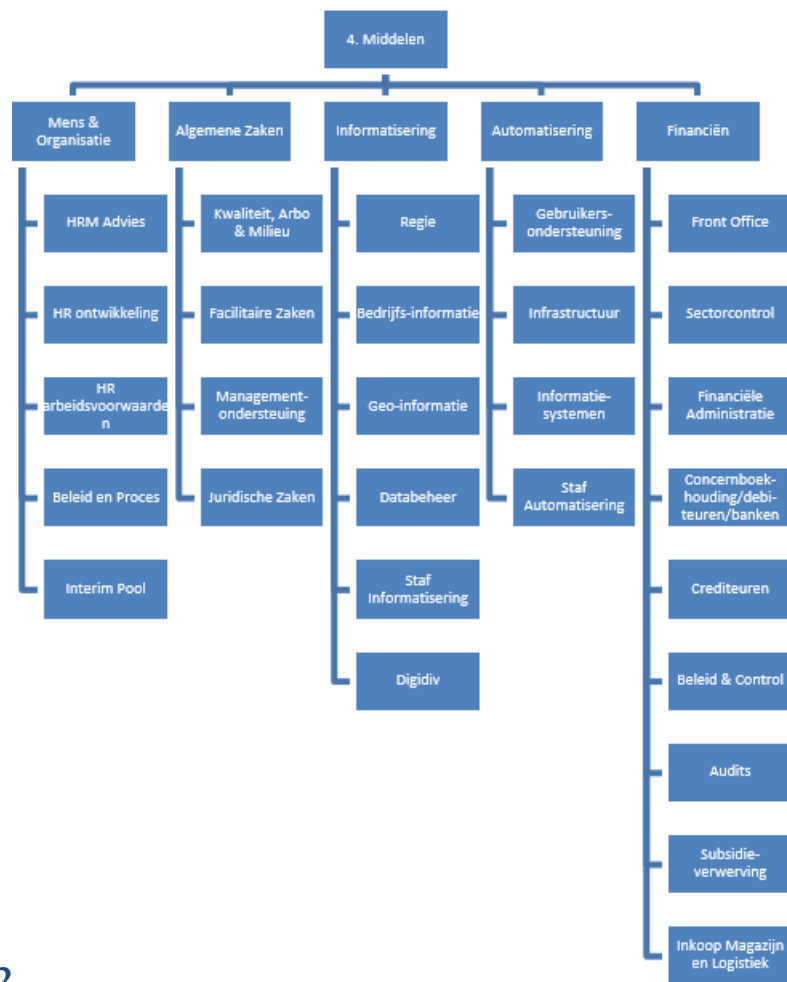 4. Middelen
Mens &
Organisatie
Algemene Zaken
Informatisering
Automatisering
Financiën
HRM Advies
HR ontwikkeling
HR
arbeidsvoorwaarde
n
Beleid en Proces
Interim Pool
Kwaliteit, Arbo
& Milieu
Facilitaire Zaken
Management-
ondersteuing
Juridische Zaken
Regie
Bedrijfs-informatie
Geo-informatie
Databeheer
Staf
Informatisering
Digidiv
Gebruikers-
ondersteuning
Infrastructuur
Informatie-
systemen
Staf
Automatisering
Front Office
Sectorcontrol
Financiële
Administratie
Concernboek-
houding/debi-
teuren/banken
Crediteuren
Beleid & Control
Audits
Subsidie-
verwerving
Inkoop Magazijn
en Logistiek